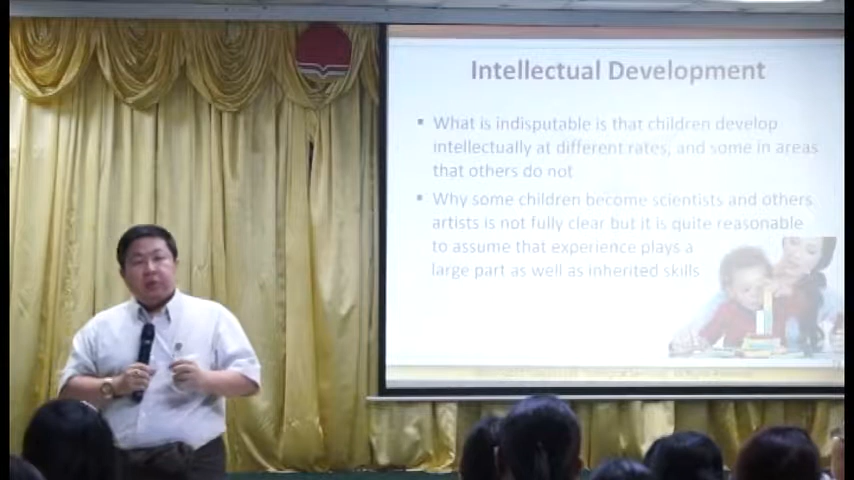 Intellectual Development
▪ What is indisputable is that children develop
intellectually at different rates, and some in areas
that others do not
▪ Why some children become scientists and others
artists is not fully clear but it is quite reasonable
to assume that experience plays a
large part as well as inherited skills